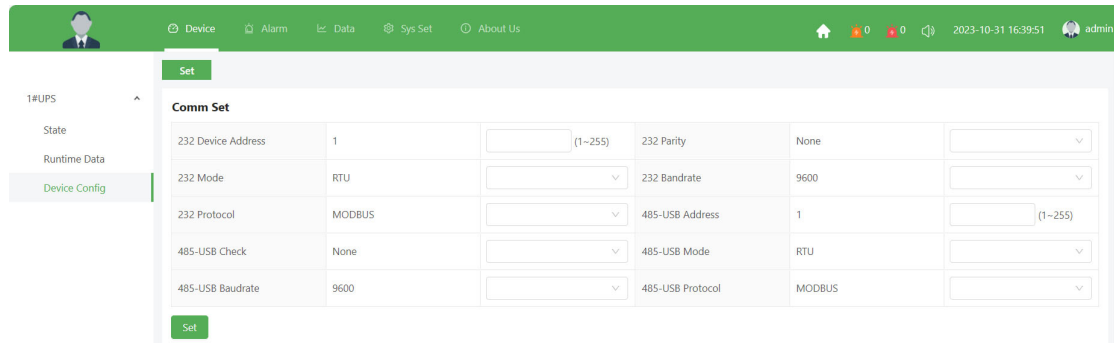 Device Alarm Data Sys Set About Us 0 0 2023-10-31 16:39:51 admin
Set
1#UPS
State
Runtime Data
Device Config
Comm Set
232 Device Address 1 (1~255) 232 Parity None
232 Mode RTU 232 Bandrate 9600
232 Protocol MODBUS 485-USB Address 1 (1~255)
485-USB Check None 485-USB Mode RTU
485-USB Baudrate 9600 485-USB Protocol MODBUS
Set